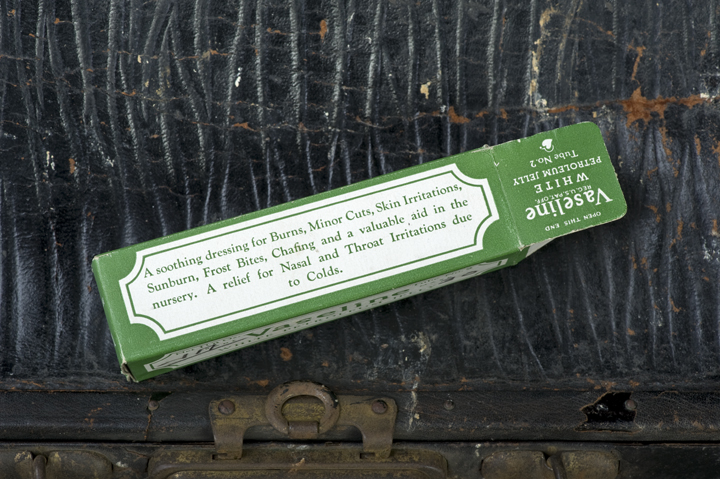 A soothing dressing for Burns, Minor Cuts, Skin Irritations,
Sunburn, Frost Bites, Chafing and a valuable aid in the
nursery. A relief for Nasal and Throat Irritations due
to Colds.
OPEN THIS END
Vaseline
REG.U.S.PAT.OFF.
WHITE
PETROLEUM JELLY
Tube No.2
Vaseline